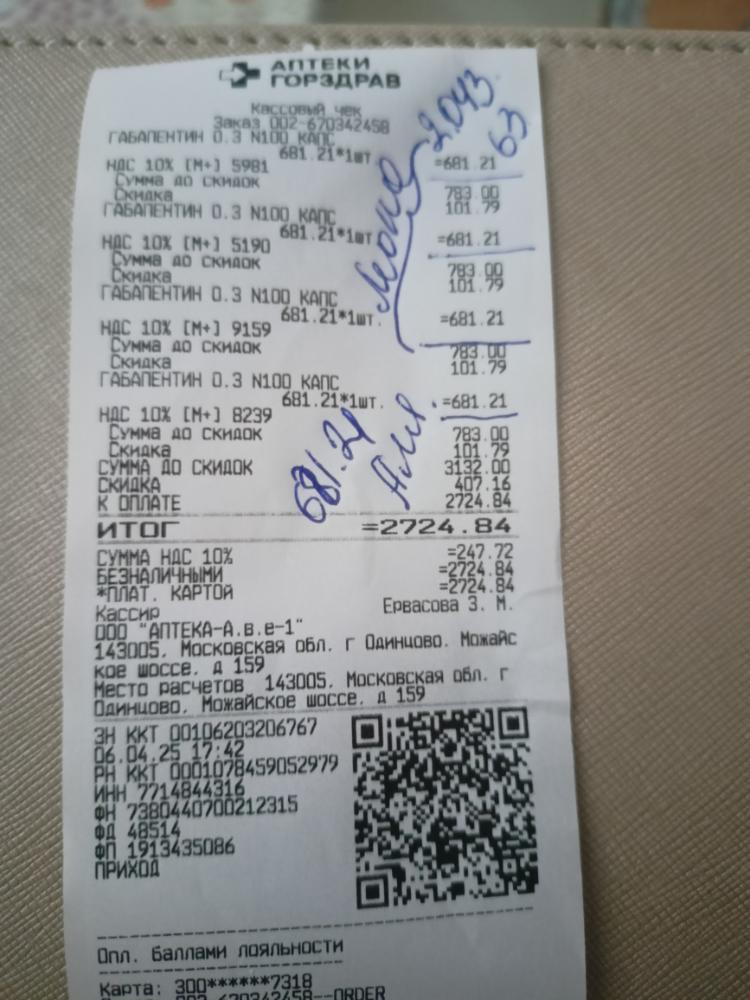 АПТЕКИ
ГОРЗДРАВ
Кассовый чек
Заказ 002-670342458
ГАБАПЕНТИН 0.3 N100 КАПС
681.21*1шт. =681.21
НДС 10% [М+] 5981
Сумма до скидок 783.00
Скидка 101.79
ГАБАПЕНТИН 0.3 N100 КАПС
681.21*1шт. =681.21
НДС 10% [М+] 5190
Сумма до скидок 783.00
Скидка 101.79
ГАБАПЕНТИН 0.3 N100 КАПС
681.21*1шт. =681.21
НДС 10% [М+] 9159
Сумма до скидок 783.00
Скидка 101.79
ГАБАПЕНТИН 0.3 N100 КАПС
681.21*1шт. =681.21
НДС 10% [М+] 8239
Сумма до скидок 783.00
Скидка 101.79
СУММА ДО СКИДОК 3132.00
СКИДКА 407.16
К ОПЛАТЕ 2724.84
2.043
63
681.21
ИТОГ =2724.84
СУММА НДС 10% =247.72
БЕЗНАЛИЧНЫМИ =2724.84
*ПЛАТ. КАРТОЙ =2724.84
Кассир Ервасова З. М.
ООО "АПТЕКА-А.в.е-1"
143005, Московская обл. г Одинцово, Можайс
кое шоссе, д 159
Место расчетов 143005, Московская обл. г
Одинцово, Можайское шоссе, д 159
ЗН ККТ 00106203206767
06.04.25 17:42
РН ККТ 0001078459052979
ИНН 7714844316
ФН 7380440700212315
ФД 48514
ФП 1913435086
ПРИХОД
Опл. баллами лояльности
Карта: 300******7318
002-670342458--ORDER